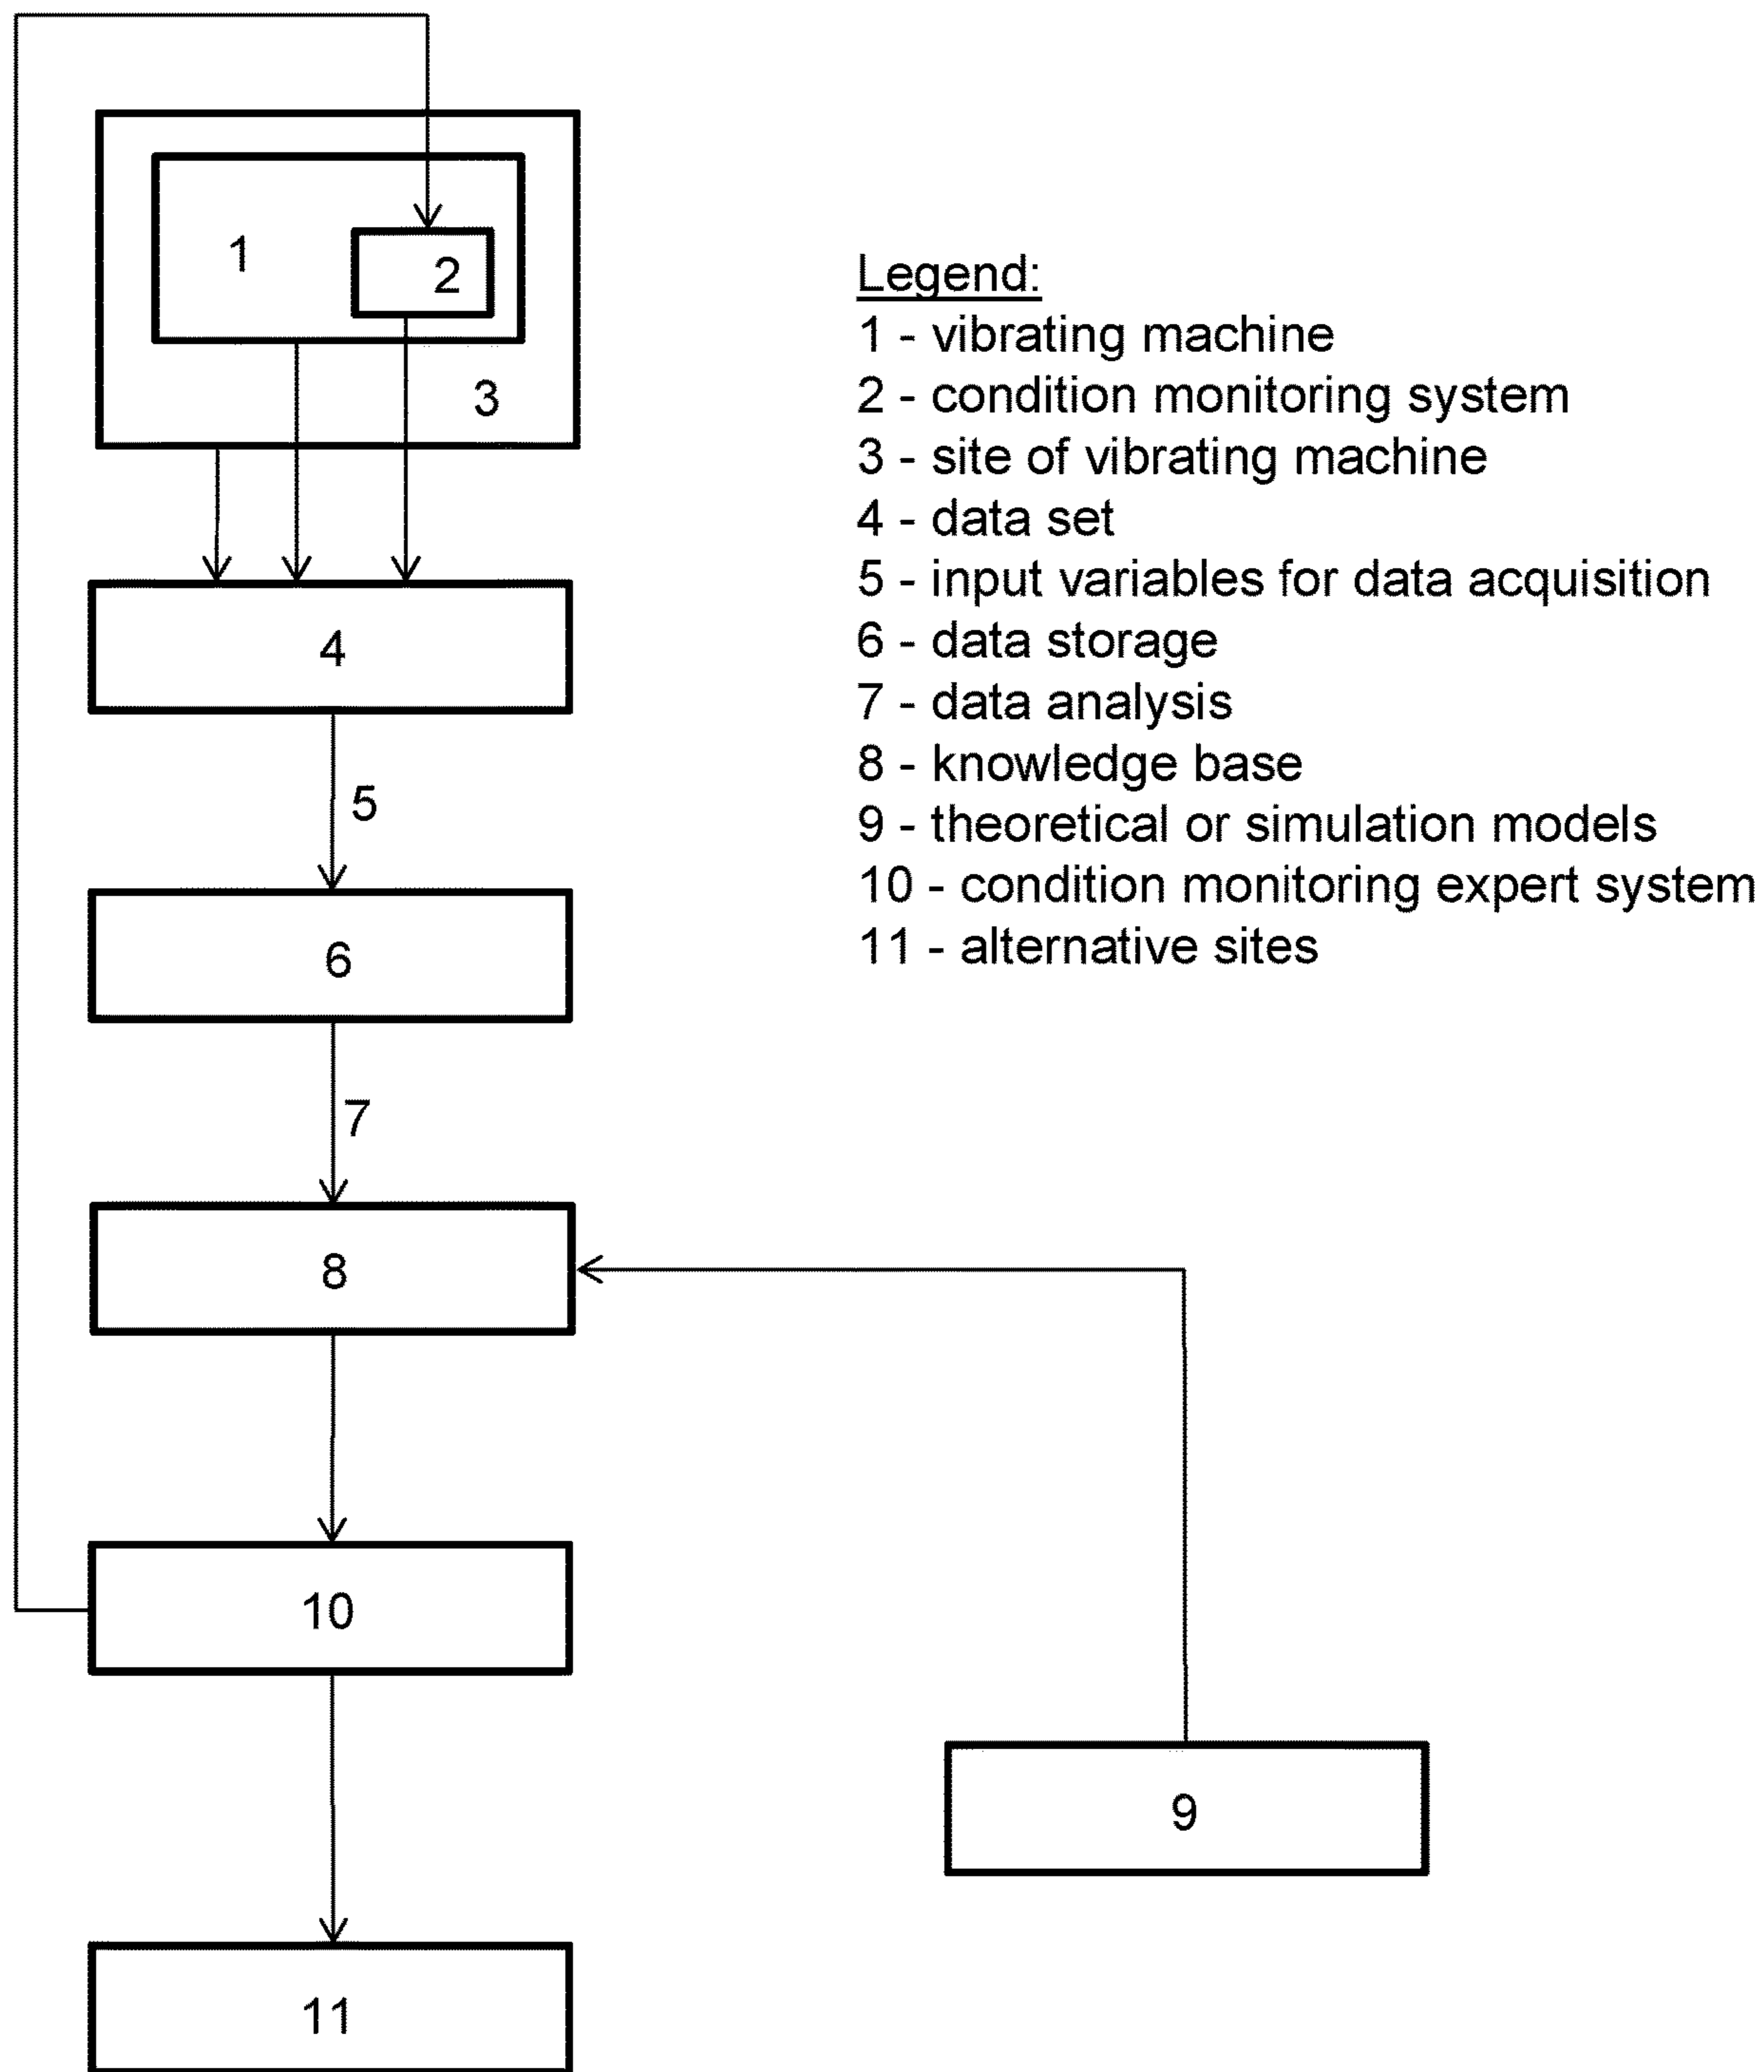 1
2
3
4
5
6
7
8
10
9
11
Legend:
1 - vibrating machine
2 - condition monitoring system
3 - site of vibrating machine
4 - data set
5 - input variables for data acquisition
6 - data storage
7 - data analysis
8 - knowledge base
9 - theoretical or simulation models
10 - condition monitoring expert system
11 - alternative sites